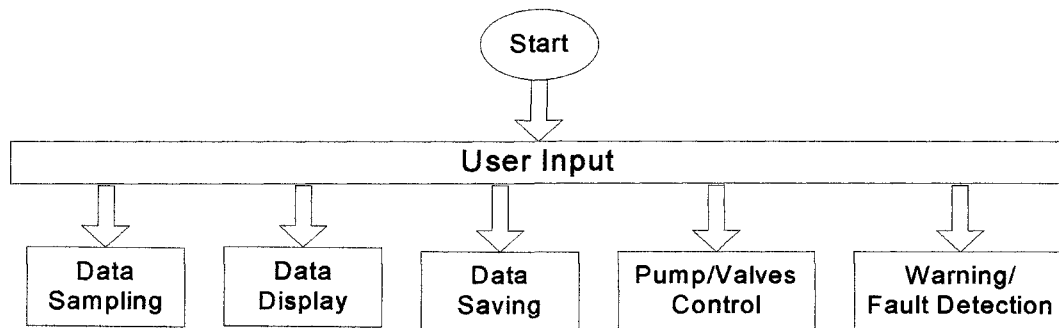 Start
User Input
Data
Sampling
Data
Display
Data
Saving
Pump/Valves
Control
Warning/
Fault Detection